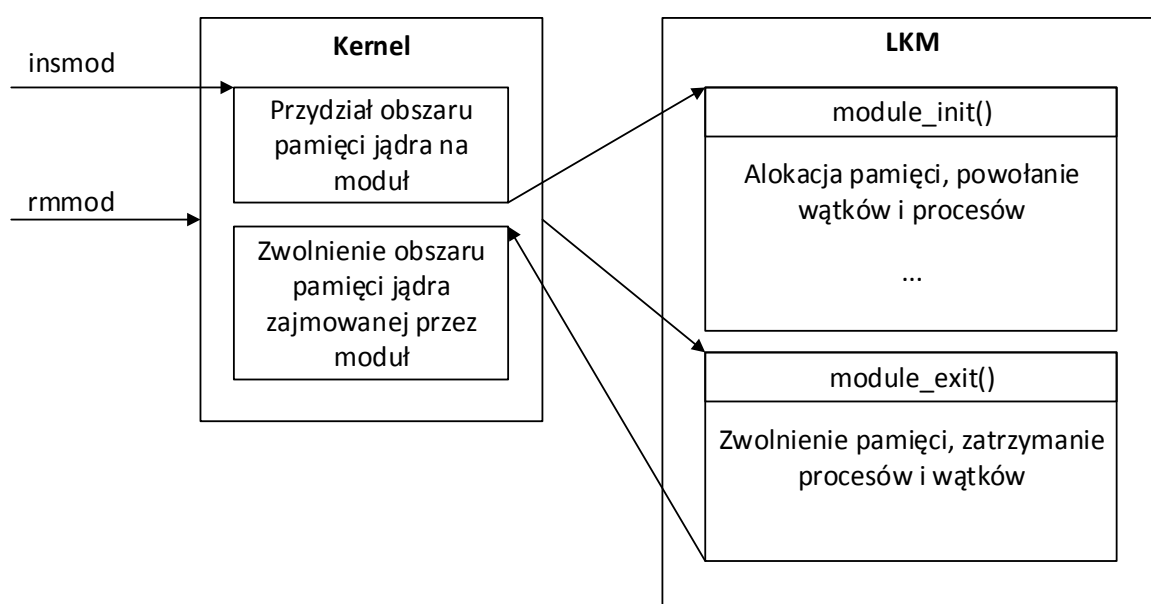 Kernel
LKM
insmod
rmmod
Przydział obszaru
pamięci jądra na
moduł
Zwolnienie obszaru
pamięci jądra
zajmowanej przez
moduł
module_init()
Alokacja pamięci, powołanie
wątków i procesów
...
module_exit()
Zwolnienie pamięci, zatrzymanie
procesów i wątków